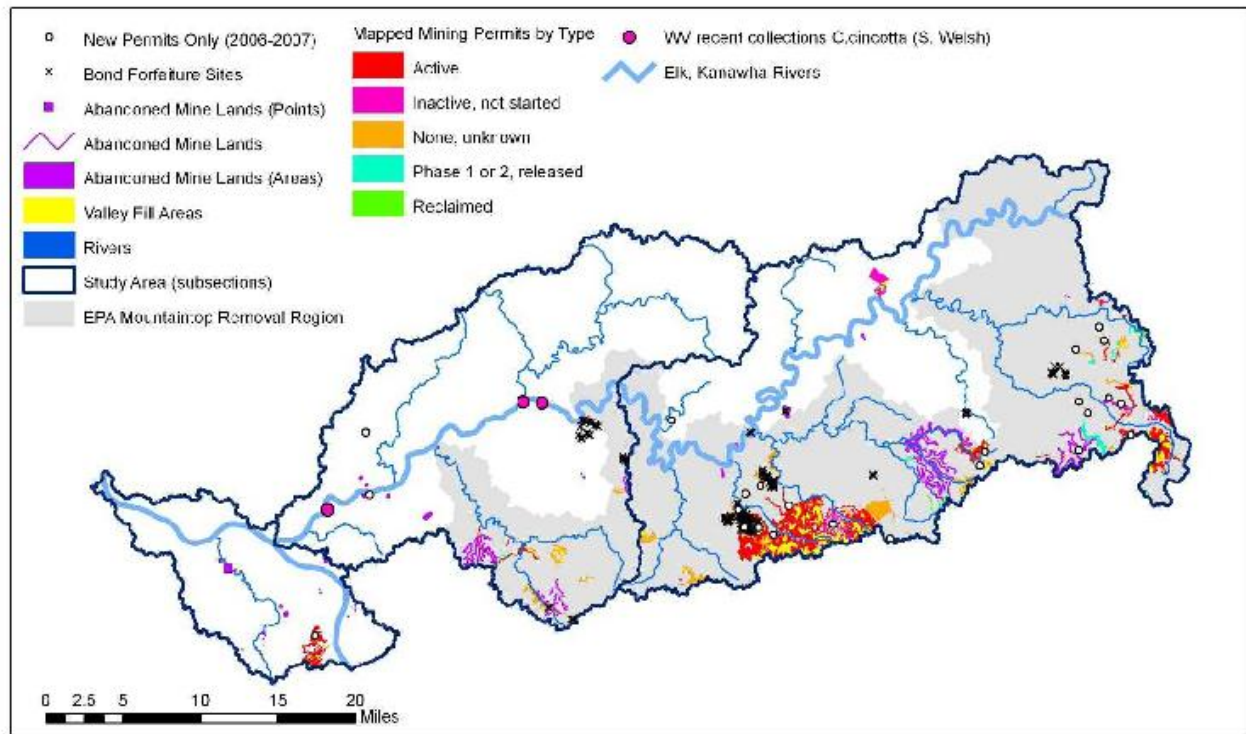 New Permits Only (2006-2007)
Bond Forfeiture Sites
Abanconed Mine Lands (Points)
Abanconed Mine Lands
Abanconed Mine Lands (Areas)
Valley Fill Areas
Rivers
Study Area (subsections)
EPA Mountaintop Removal Region
Mapped Mining Permits by Type
Active
Inactive, not started
None, unknown
Phase 1 or 2, released
Reclaimed
WV recent collections C.cincotta (S. Welsh)
Elk, Kanawha Rivers
0 2.5 5 10 15 20
Miles